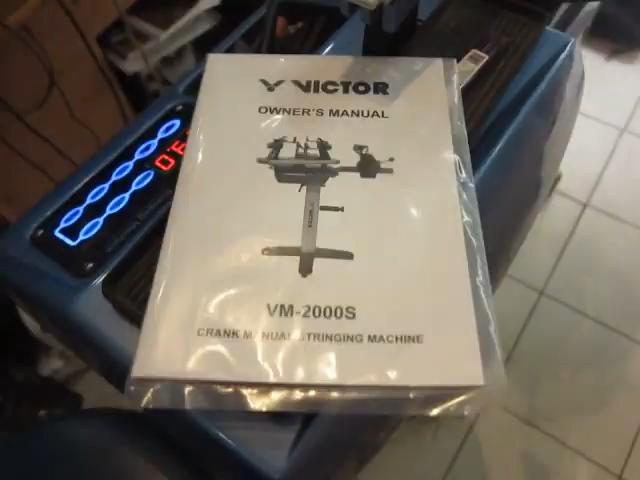 VICTOR
OWNER'S MANUAL
VM-2000S
CRANK MANUAL STRINGING MACHINE